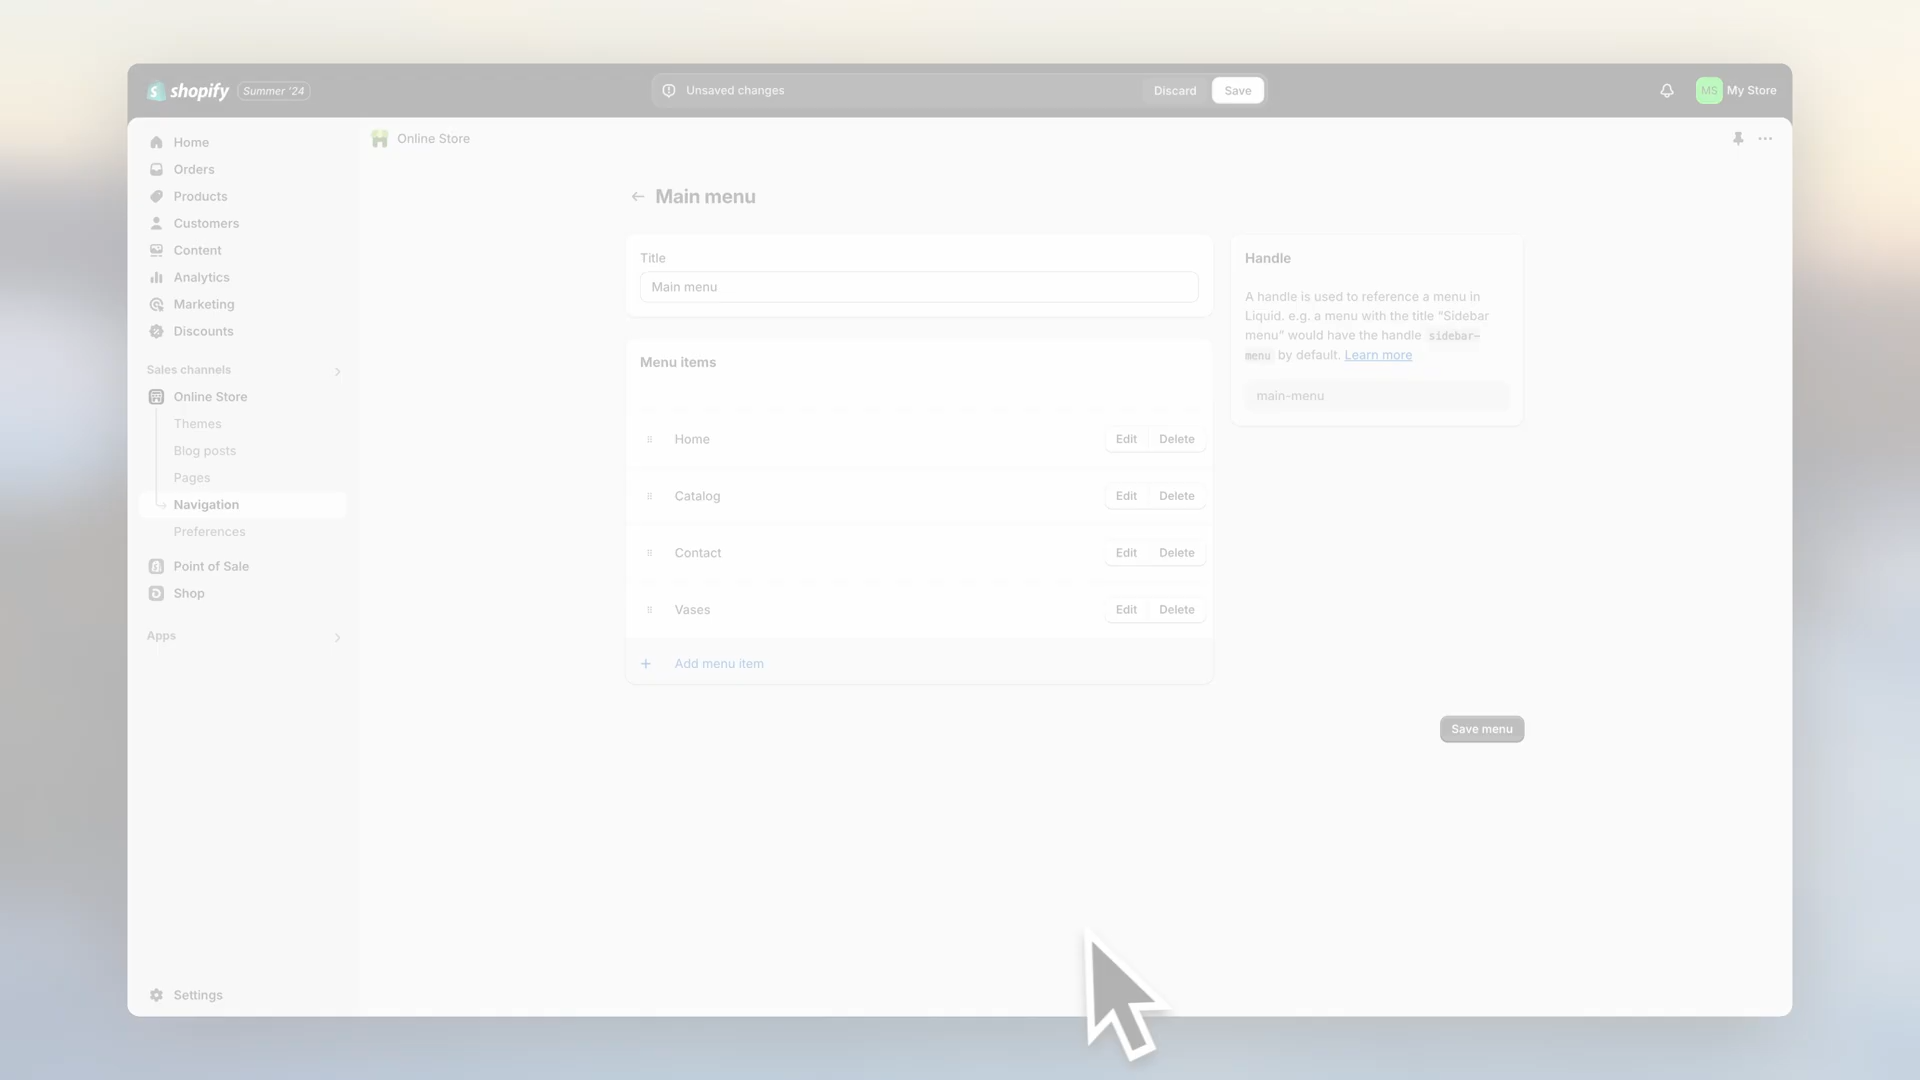 shopify
Summer '24
Unsaved changes
Discard
Save
MS
My Store
Home
Orders
Products
Customers
Content
Analytics
Marketing
Discounts
Sales channels
Online Store
Themes
Blog posts
Pages
Navigation
Preferences
Point of Sale
Shop
Apps
Settings
Online Store
Main menu
Title
Main menu
Menu items
Home
Edit
Delete
Catalog
Edit
Delete
Contact
Edit
Delete
Vases
Edit
Delete
Add menu item
Handle
A handle is used to reference a menu in
Liquid. e.g. a menu with the title "Sidebar
menu" would have the handle sidebar-
menu by default. Learn more
main-menu
Save menu